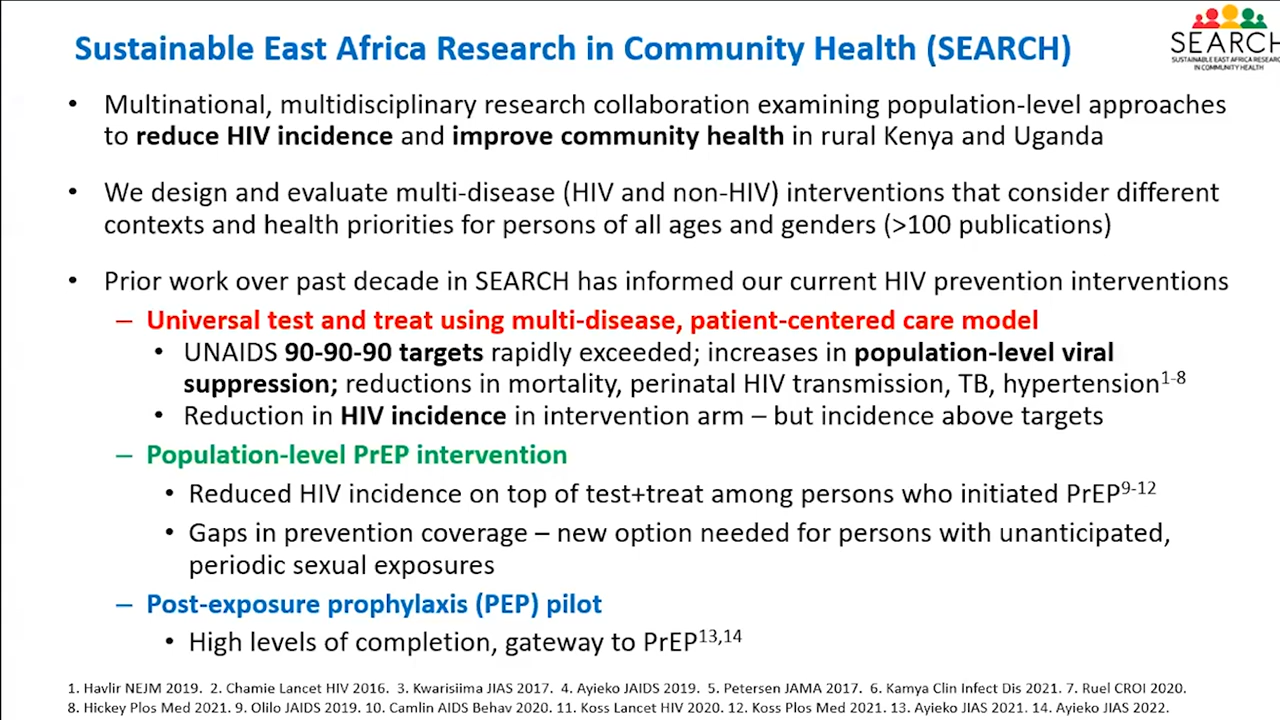 Sustainable East Africa Research in Community Health (SEARCH)
SEARCH
SUSTAINABLE EAST AFRICA RESEARC
IN COMMUNITY HEALTH
• Multinational, multidisciplinary research collaboration examining population-level approaches
to reduce HIV incidence and improve community health in rural Kenya and Uganda
• We design and evaluate multi-disease (HIV and non-HIV) interventions that consider different
contexts and health priorities for persons of all ages and genders (>100 publications)
• Prior work over past decade in SEARCH has informed our current HIV prevention interventions
– Universal test and treat using multi-disease, patient-centered care model
• UNAIDS 90-90-90 targets rapidly exceeded; increases in population-level viral
suppression; reductions in mortality, perinatal HIV transmission, TB, hypertension1-8
• Reduction in HIV incidence in intervention arm – but incidence above targets
– Population-level PrEP intervention
• Reduced HIV incidence on top of test+treat among persons who initiated PrEP9-12
• Gaps in prevention coverage – new option needed for persons with unanticipated,
periodic sexual exposures
– Post-exposure prophylaxis (PEP) pilot
• High levels of completion, gateway to PrEP13,14
1. Havlir NEJM 2019. 2. Chamie Lancet HIV 2016. 3. Kwarisiima JIAS 2017. 4. Ayieko JAIDS 2019. 5. Petersen JAMA 2017. 6. Kamya Clin Infect Dis 2021. 7. Ruel CROI 2020.
8. Hickey Plos Med 2021. 9. Olilo JAIDS 2019. 10. Camlin AIDS Behav 2020. 11. Koss Lancet HIV 2020. 12. Koss Plos Med 2021. 13. Ayieko JIAS 2021. 14. Ayieko JIAS 2022.